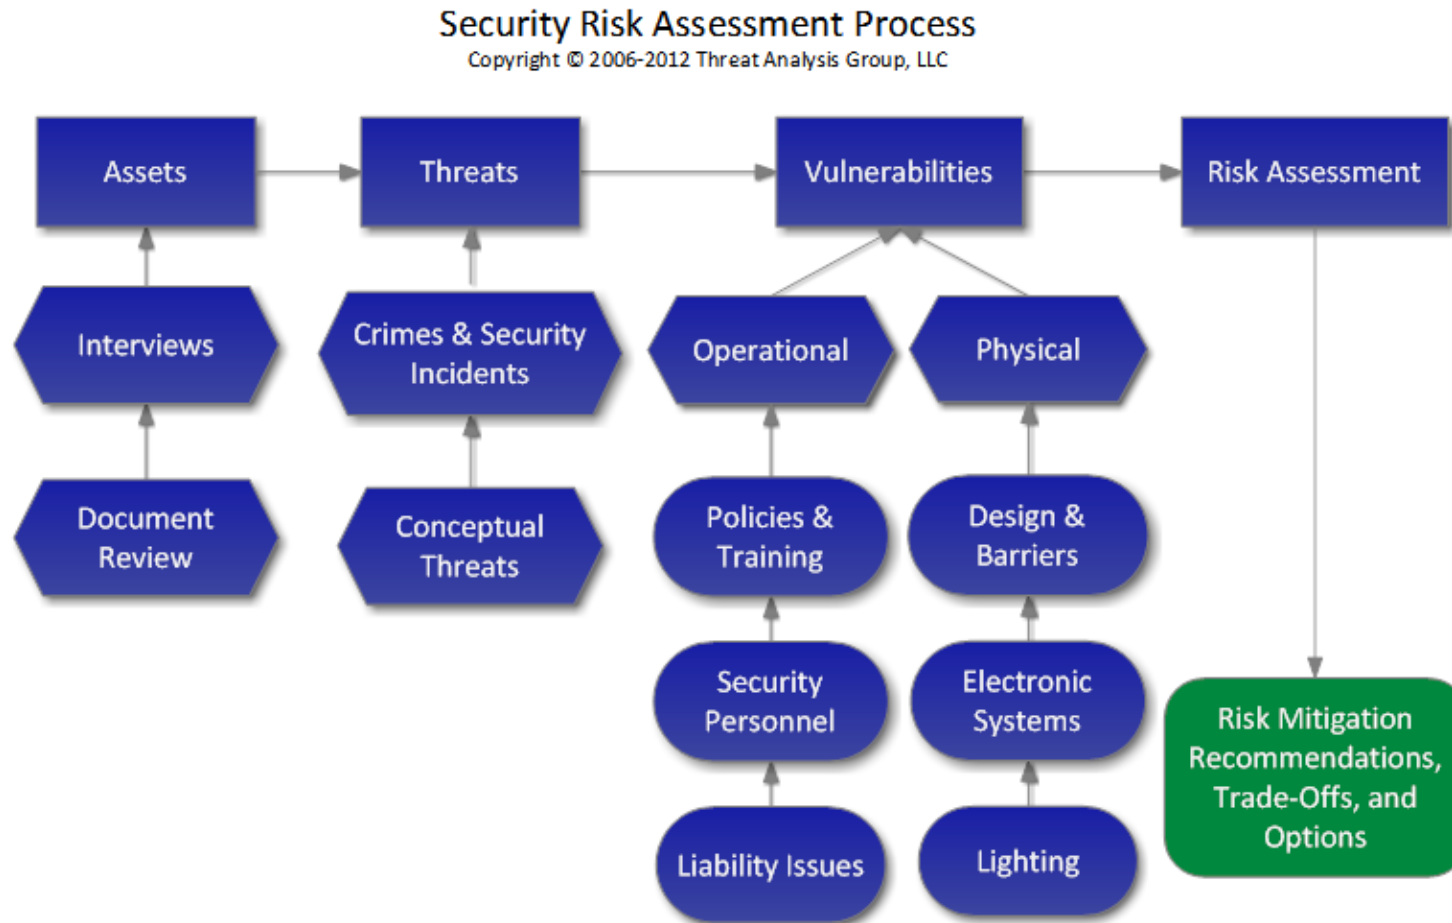 Security Risk Assessment Process
Copyright © 2006-2012 Threat Analysis Group, LLC
Assets
Threats
Vulnerabilities
Risk Assessment
Interviews
Crimes & Security
Incidents
Operational
Physical
Document
Review
Conceptual
Threats
Policies &
Training
Design &
Barriers
Security
Personnel
Electronic
Systems
Liability Issues
Lighting
Risk Mitigation
Recommendations,
Trade-Offs, and
Options